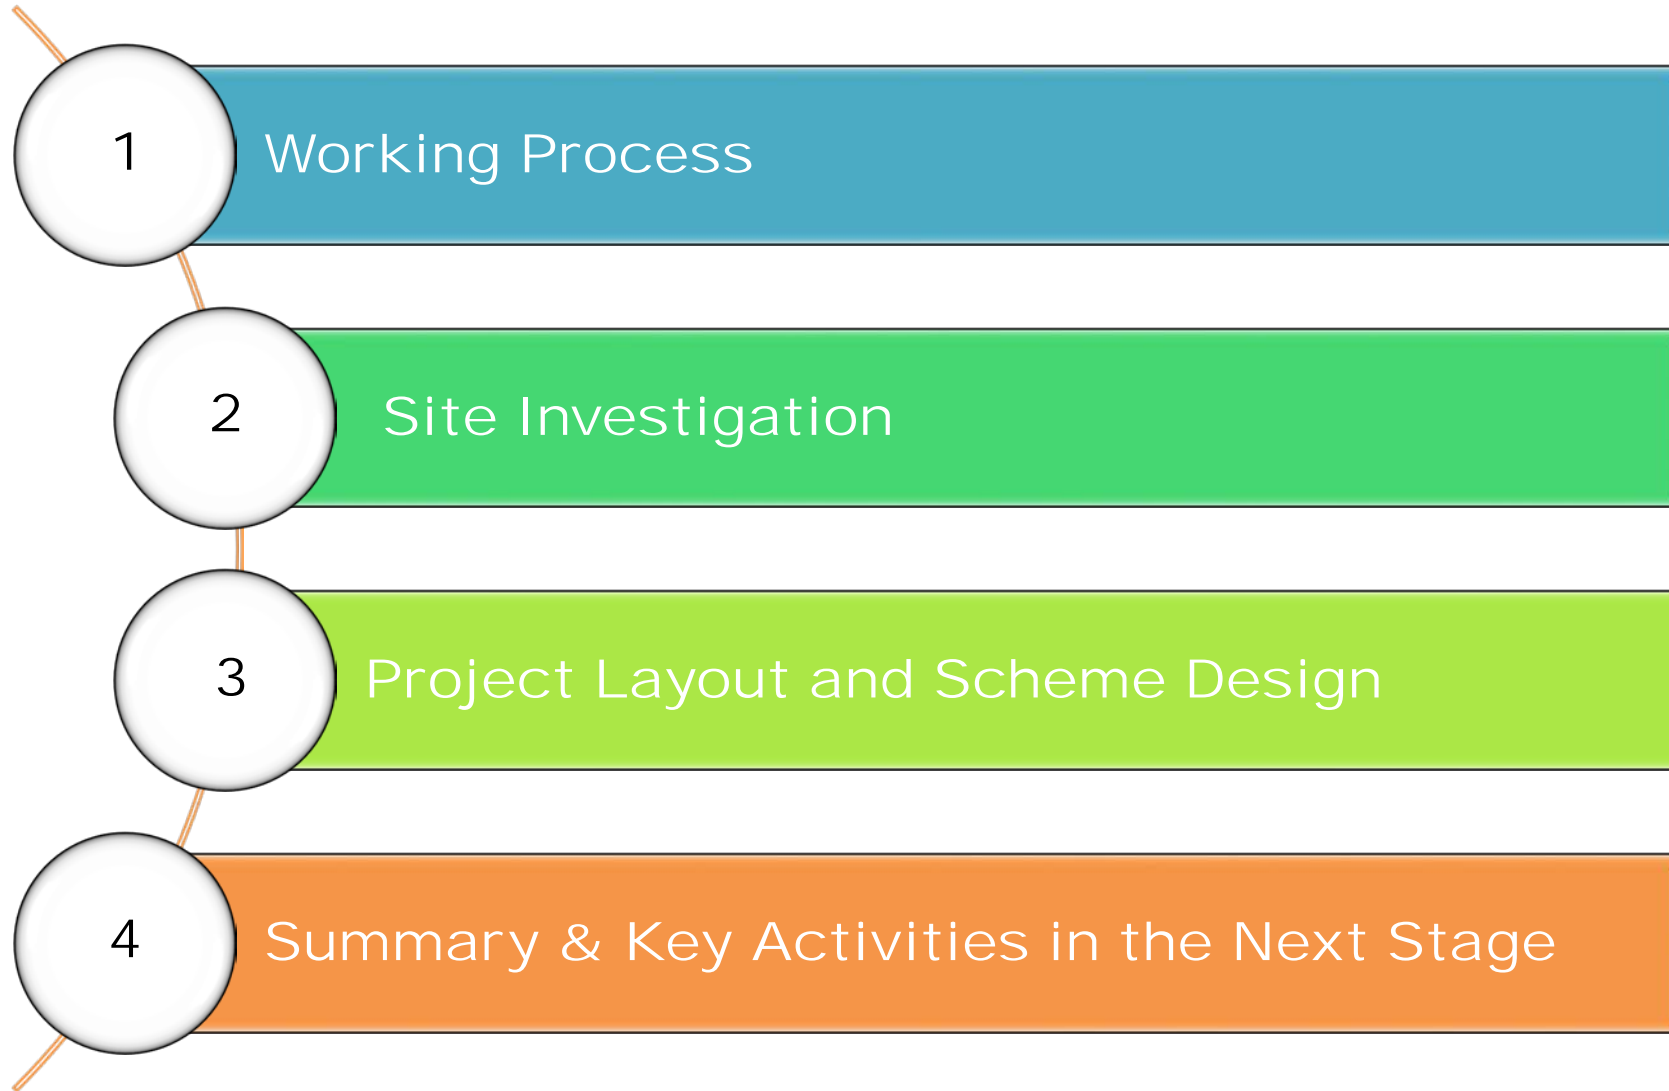 1 Working Process
2 Site Investigation
3 Project Layout and Scheme Design
4 Summary & Key Activities in the Next Stage